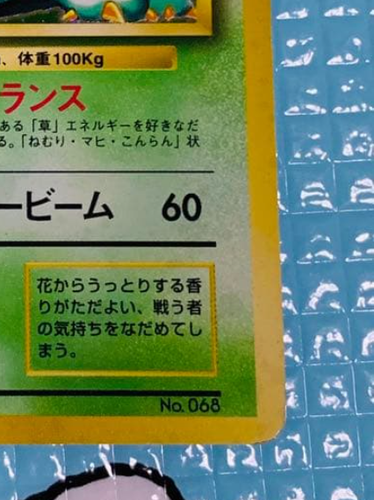 、体重100Kg
ランス
ある「草」エネルギーを好きなだ
る。「ねむり・マヒ・こんらん」状
ービーム 60
花からうっとりする香
りがただよい、戦う者
の気持ちをなだめてし
まう。
No. 068